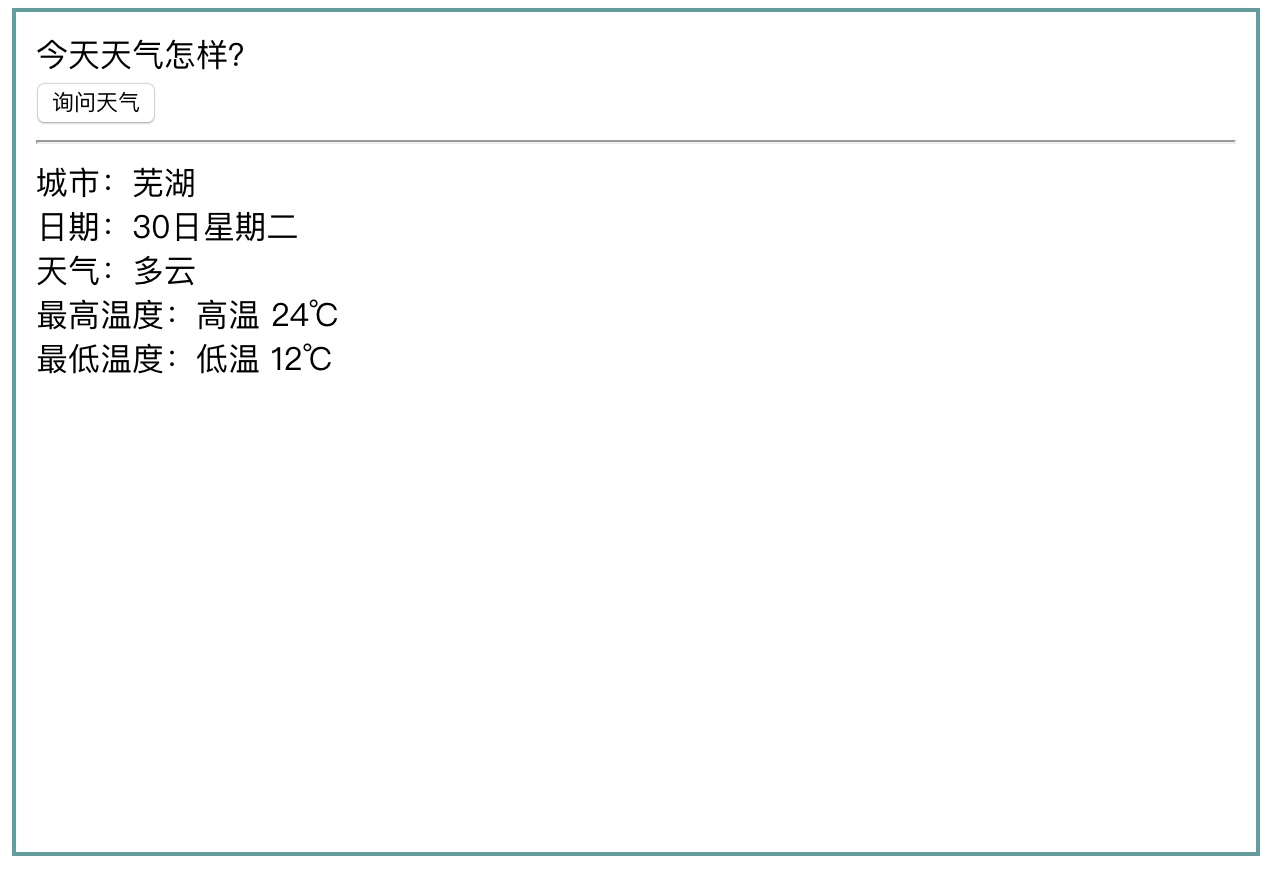 今天天气怎样?
询问天气
城市：芜湖
日期：30日星期二
天气：多云
最高温度：高温 24℃
最低温度：低温 12℃